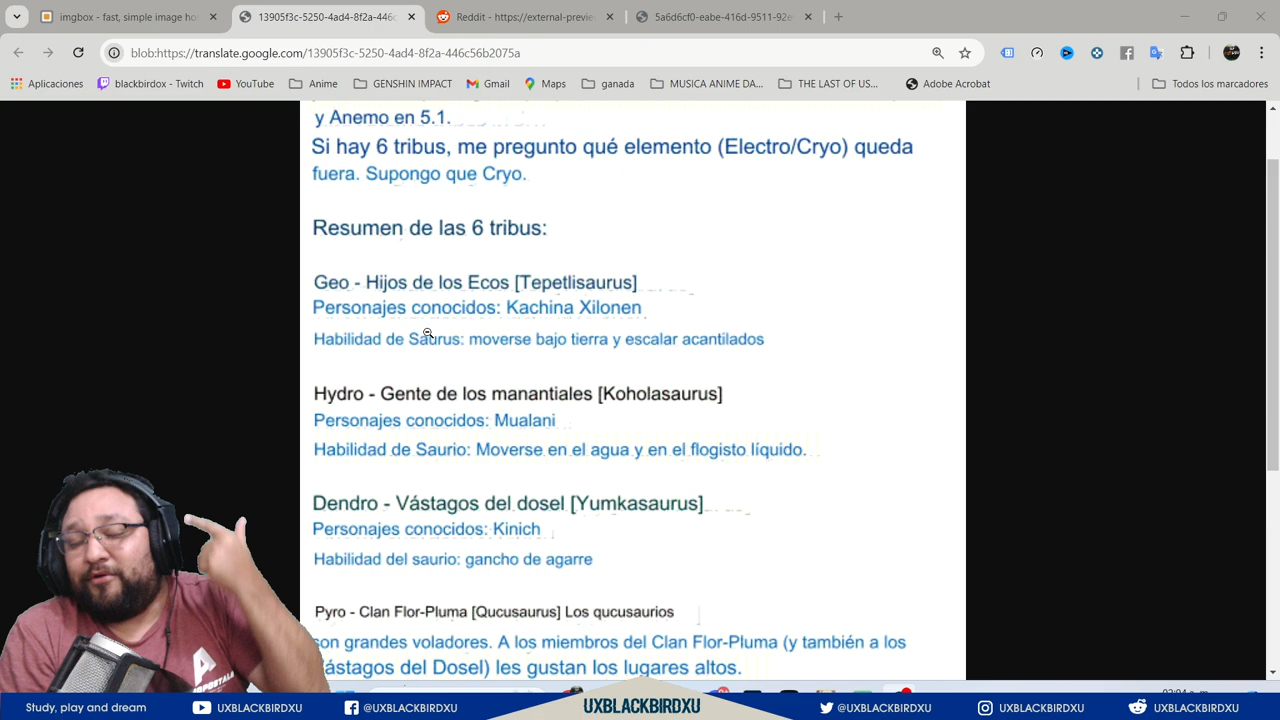 imgbox - fast, simple image ho
13905f3c-5250-4ad4-8f2a-446c
Reddit - https://external-previe
5a6d6cf0-eabe-416d-9511-92e
blob:https://translate.google.com/13905f3c-5250-4ad4-8f2a-446c56b2075a
Aplicaciones
blackbirdox - Twitch
YouTube
Anime
GENSHIN IMPACT
Gmail
Maps
ganada
MUSICA ANIME DA...
THE LAST OF US...
Adobe Acrobat
Todos los marcadores
y Anemo en 5.1.
Si hay 6 tribus, me pregunto qué elemento (Electro/Cryo) queda
fuera. Supongo que Cryo.
Resumen de las 6 tribus:
Geo - Hijos de los Ecos [Tepetlisaurus]
Personajes conocidos: Kachina Xilonen
Habilidad de Saurus: moverse bajo tierra y escalar acantilados
Hydro - Gente de los manantiales [Koholasaurus]
Personajes conocidos: Mualani
Habilidad de Saurio: Moverse en el agua y en el flogisto líquido.
Dendro - Vástagos del dosel [Yumkasaurus]
Personajes conocidos: Kinich
Habilidad del saurio: gancho de agarre
Pyro - Clan Flor-Pluma [Qucusaurus] Los qucusaurios
son grandes voladores. A los miembros del Clan Flor-Pluma (y también a los
Vástagos del Dosel) les gustan los lugares altos.
Study, play and dream
UXBLACKBIRDXU
@UXBLACKBIRDXU
UXBLACKBIRDXU
@UXBLACKBIRDXU
UXBLACKBIRDXU
UXBLACKBIRDXU